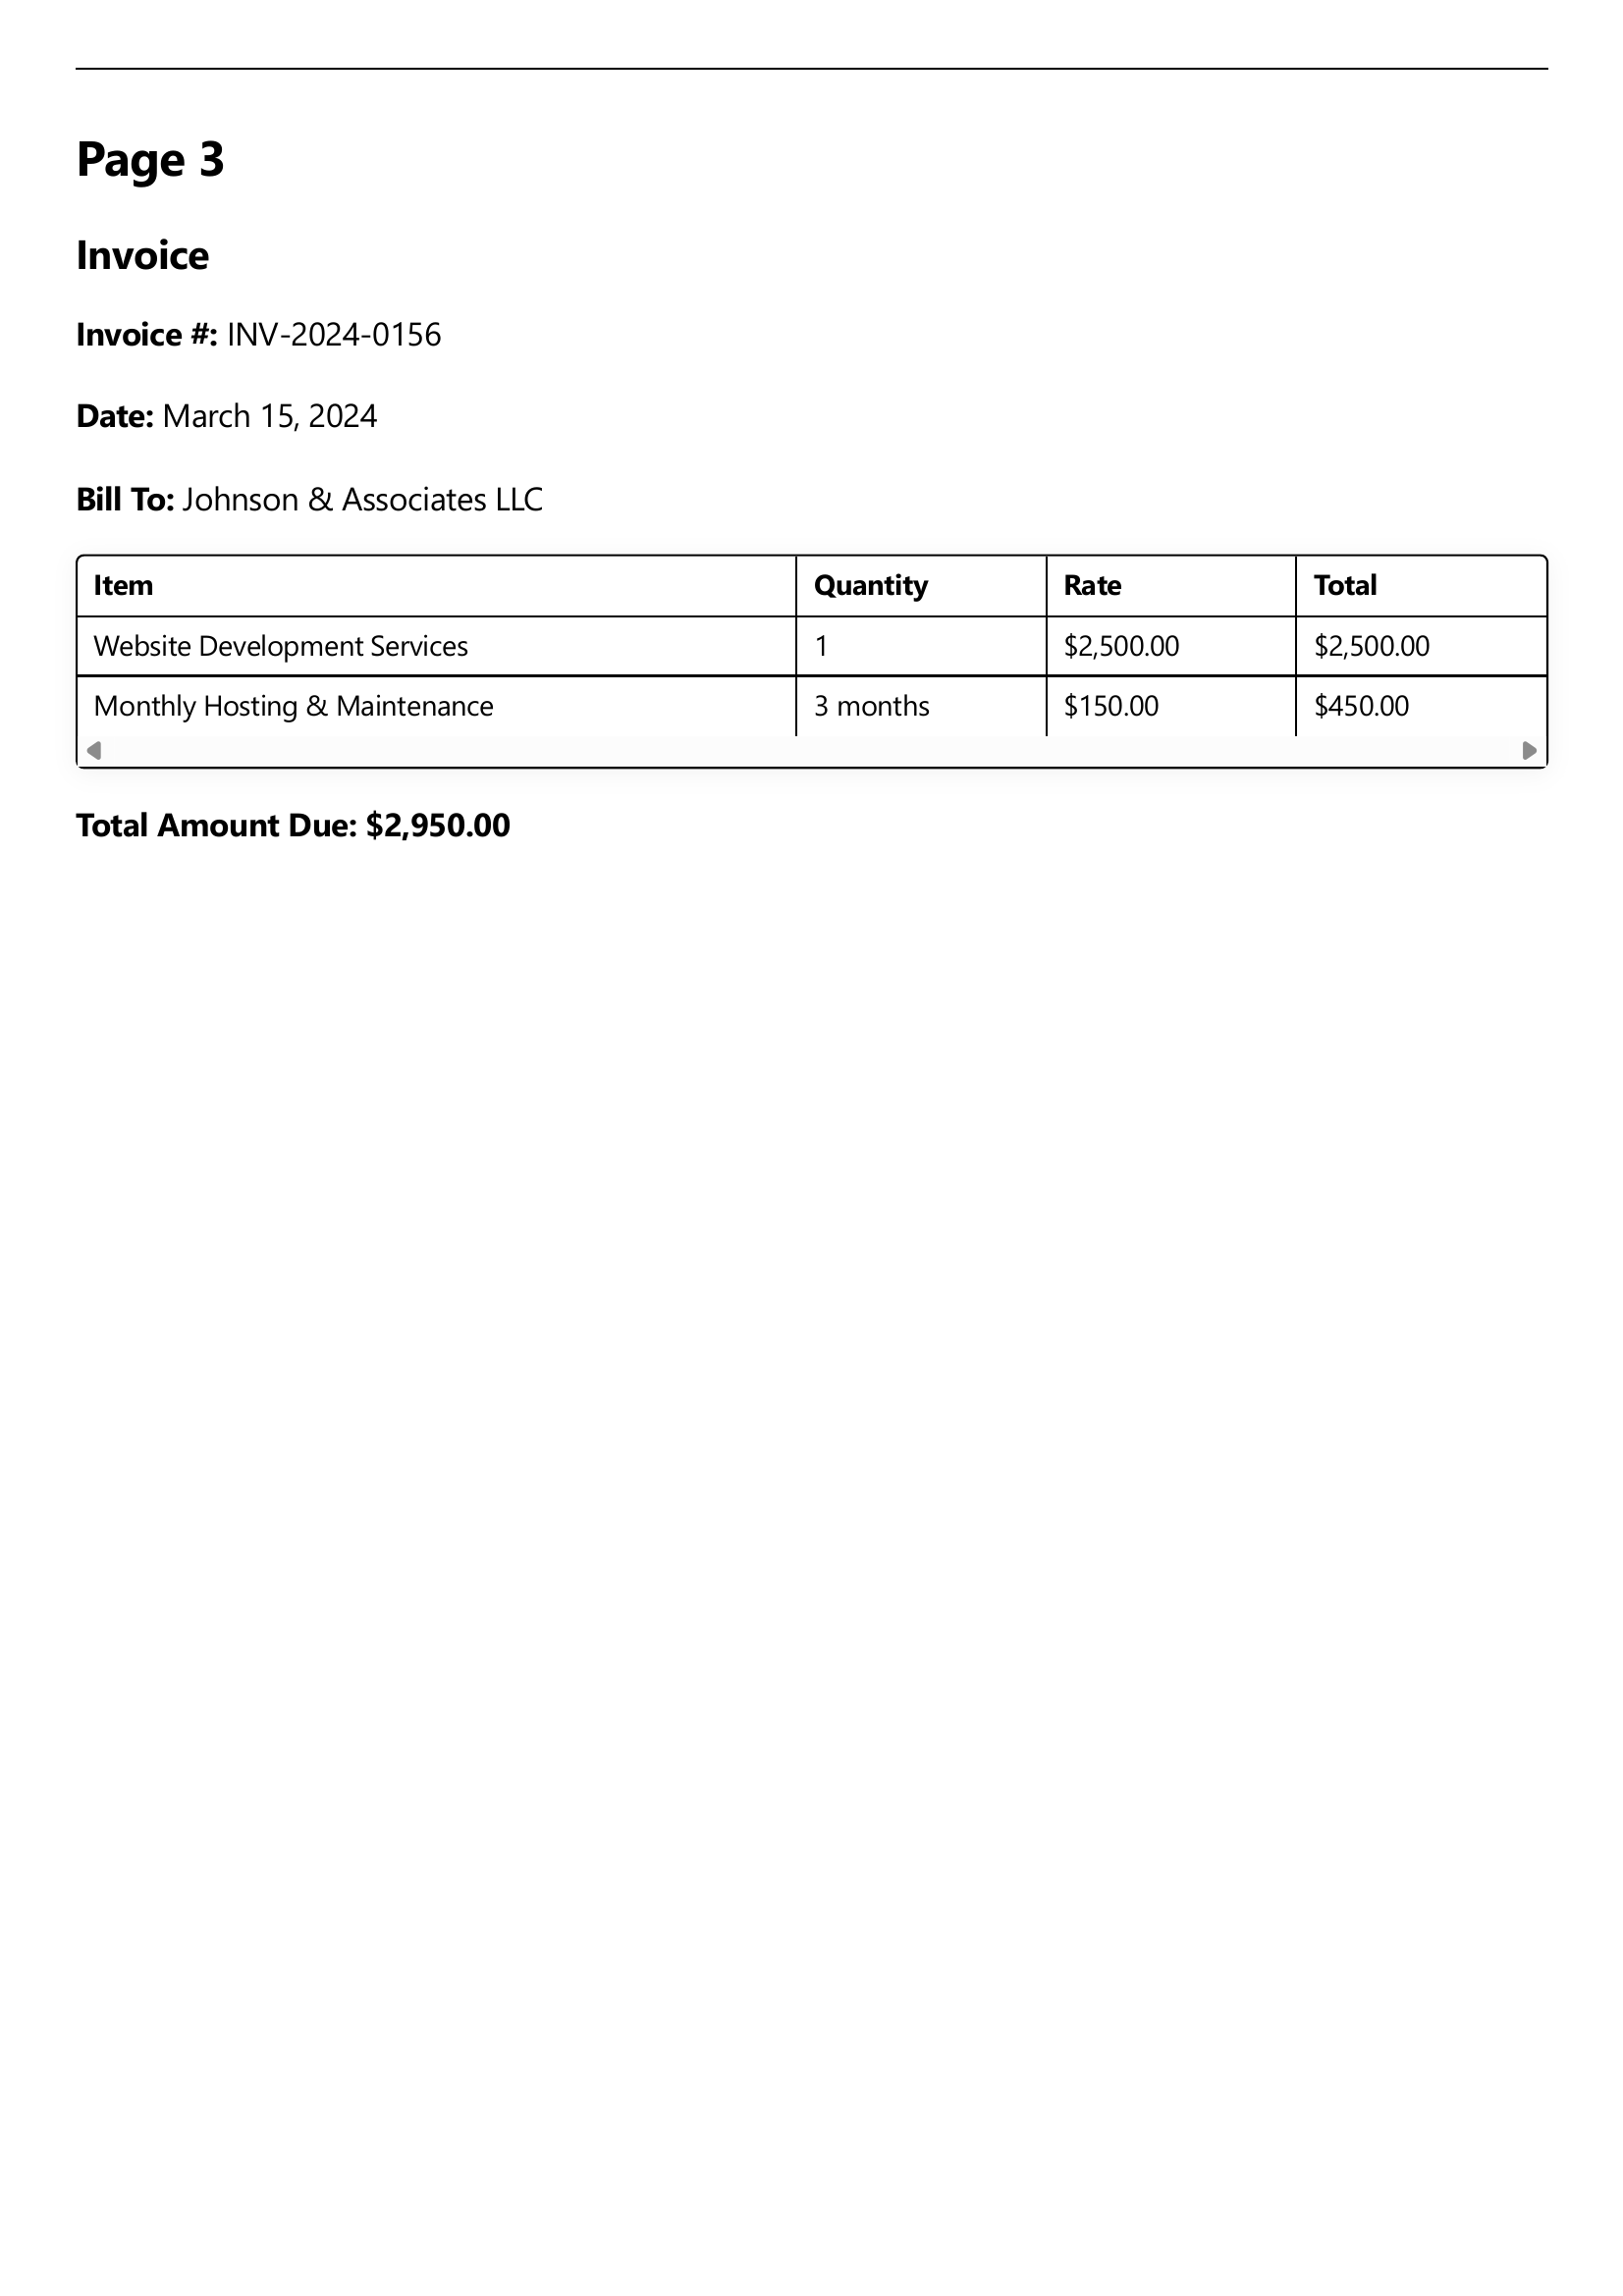 Page 3
Invoice
Invoice #: INV-2024-0156
Date: March 15, 2024
Bill To: Johnson & Associates LLC
Item Quantity Rate Total
Website Development Services 1 $2,500.00 $2,500.00
Monthly Hosting & Maintenance 3 months $150.00 $450.00
Total Amount Due: $2,950.00